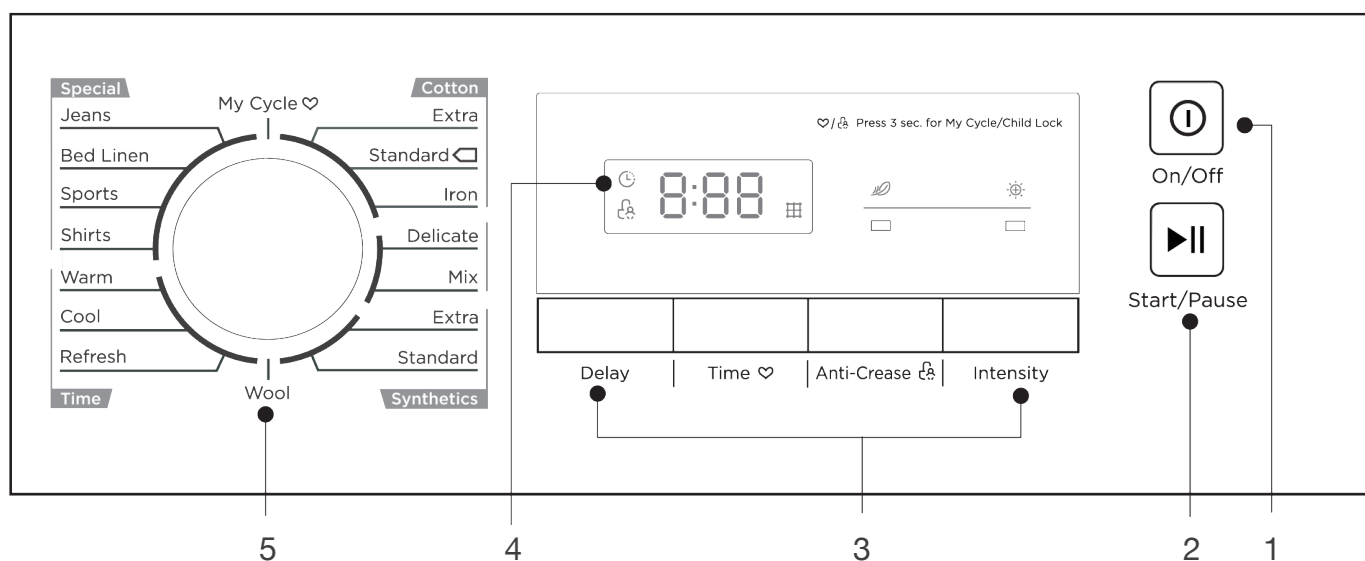 Special
My Cycle
Cotton
Jeans
Extra
Bed Linen
Standard
Sports
Iron
Shirts
Delicate
Warm
Mix
Cool
Extra
Refresh
Standard
Time
Wool
Synthetics
/ Press 3 sec. for My Cycle/Child Lock
8:88
Delay
Time
Anti-Crease
Intensity
On/Off
Start/Pause
5
4
3
2
1